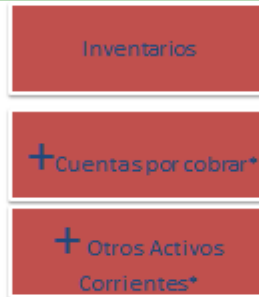 Inventarios
+Cuentas por cobrar*
+ Otros Activos
Corrientes*